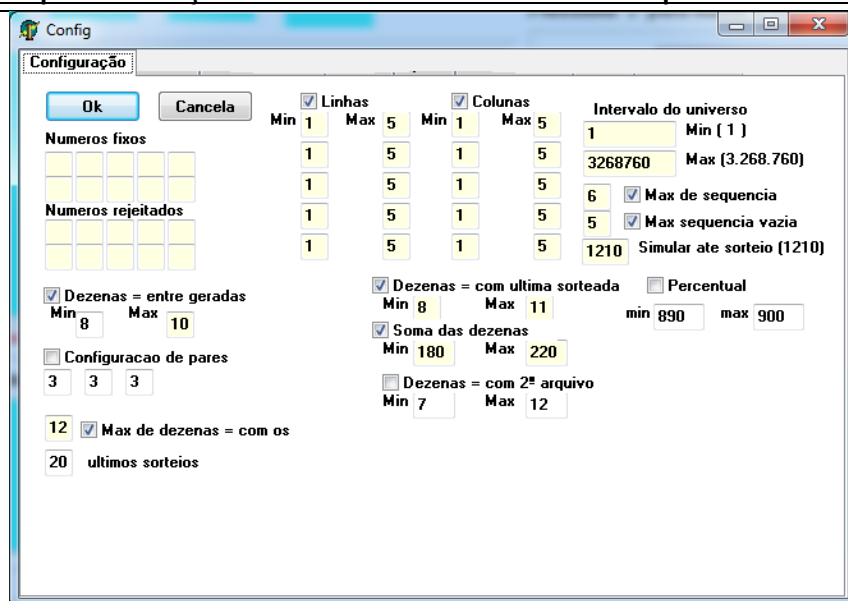 Config
Configuração
Ok Cancela
Numeros fixos
Numeros rejeitados
Linhas
Min 1 Max 5
1 5
1 5
1 5
1 5
Colunas
Min 1 Max 5
1 5
1 5
1 5
1 5
Intervalo do universo
1 Min ( 1 )
3268760 Max (3.268.760)
6 Max de sequencia
5 Max sequencia vazia
1210 Simular ate sorteio (1210)
Dezenas = entre geradas
Min 8 Max 10
Configuracao de pares
3 3 3
12 Max de dezenas = com os
20 ultimos sorteios
Dezenas = com ultima sorteada
Min 8 Max 11
Soma das dezenas
Min 180 Max 220
Dezenas = com 2ª arquivo
Min 7 Max 12
Percentual
min 890 max 900